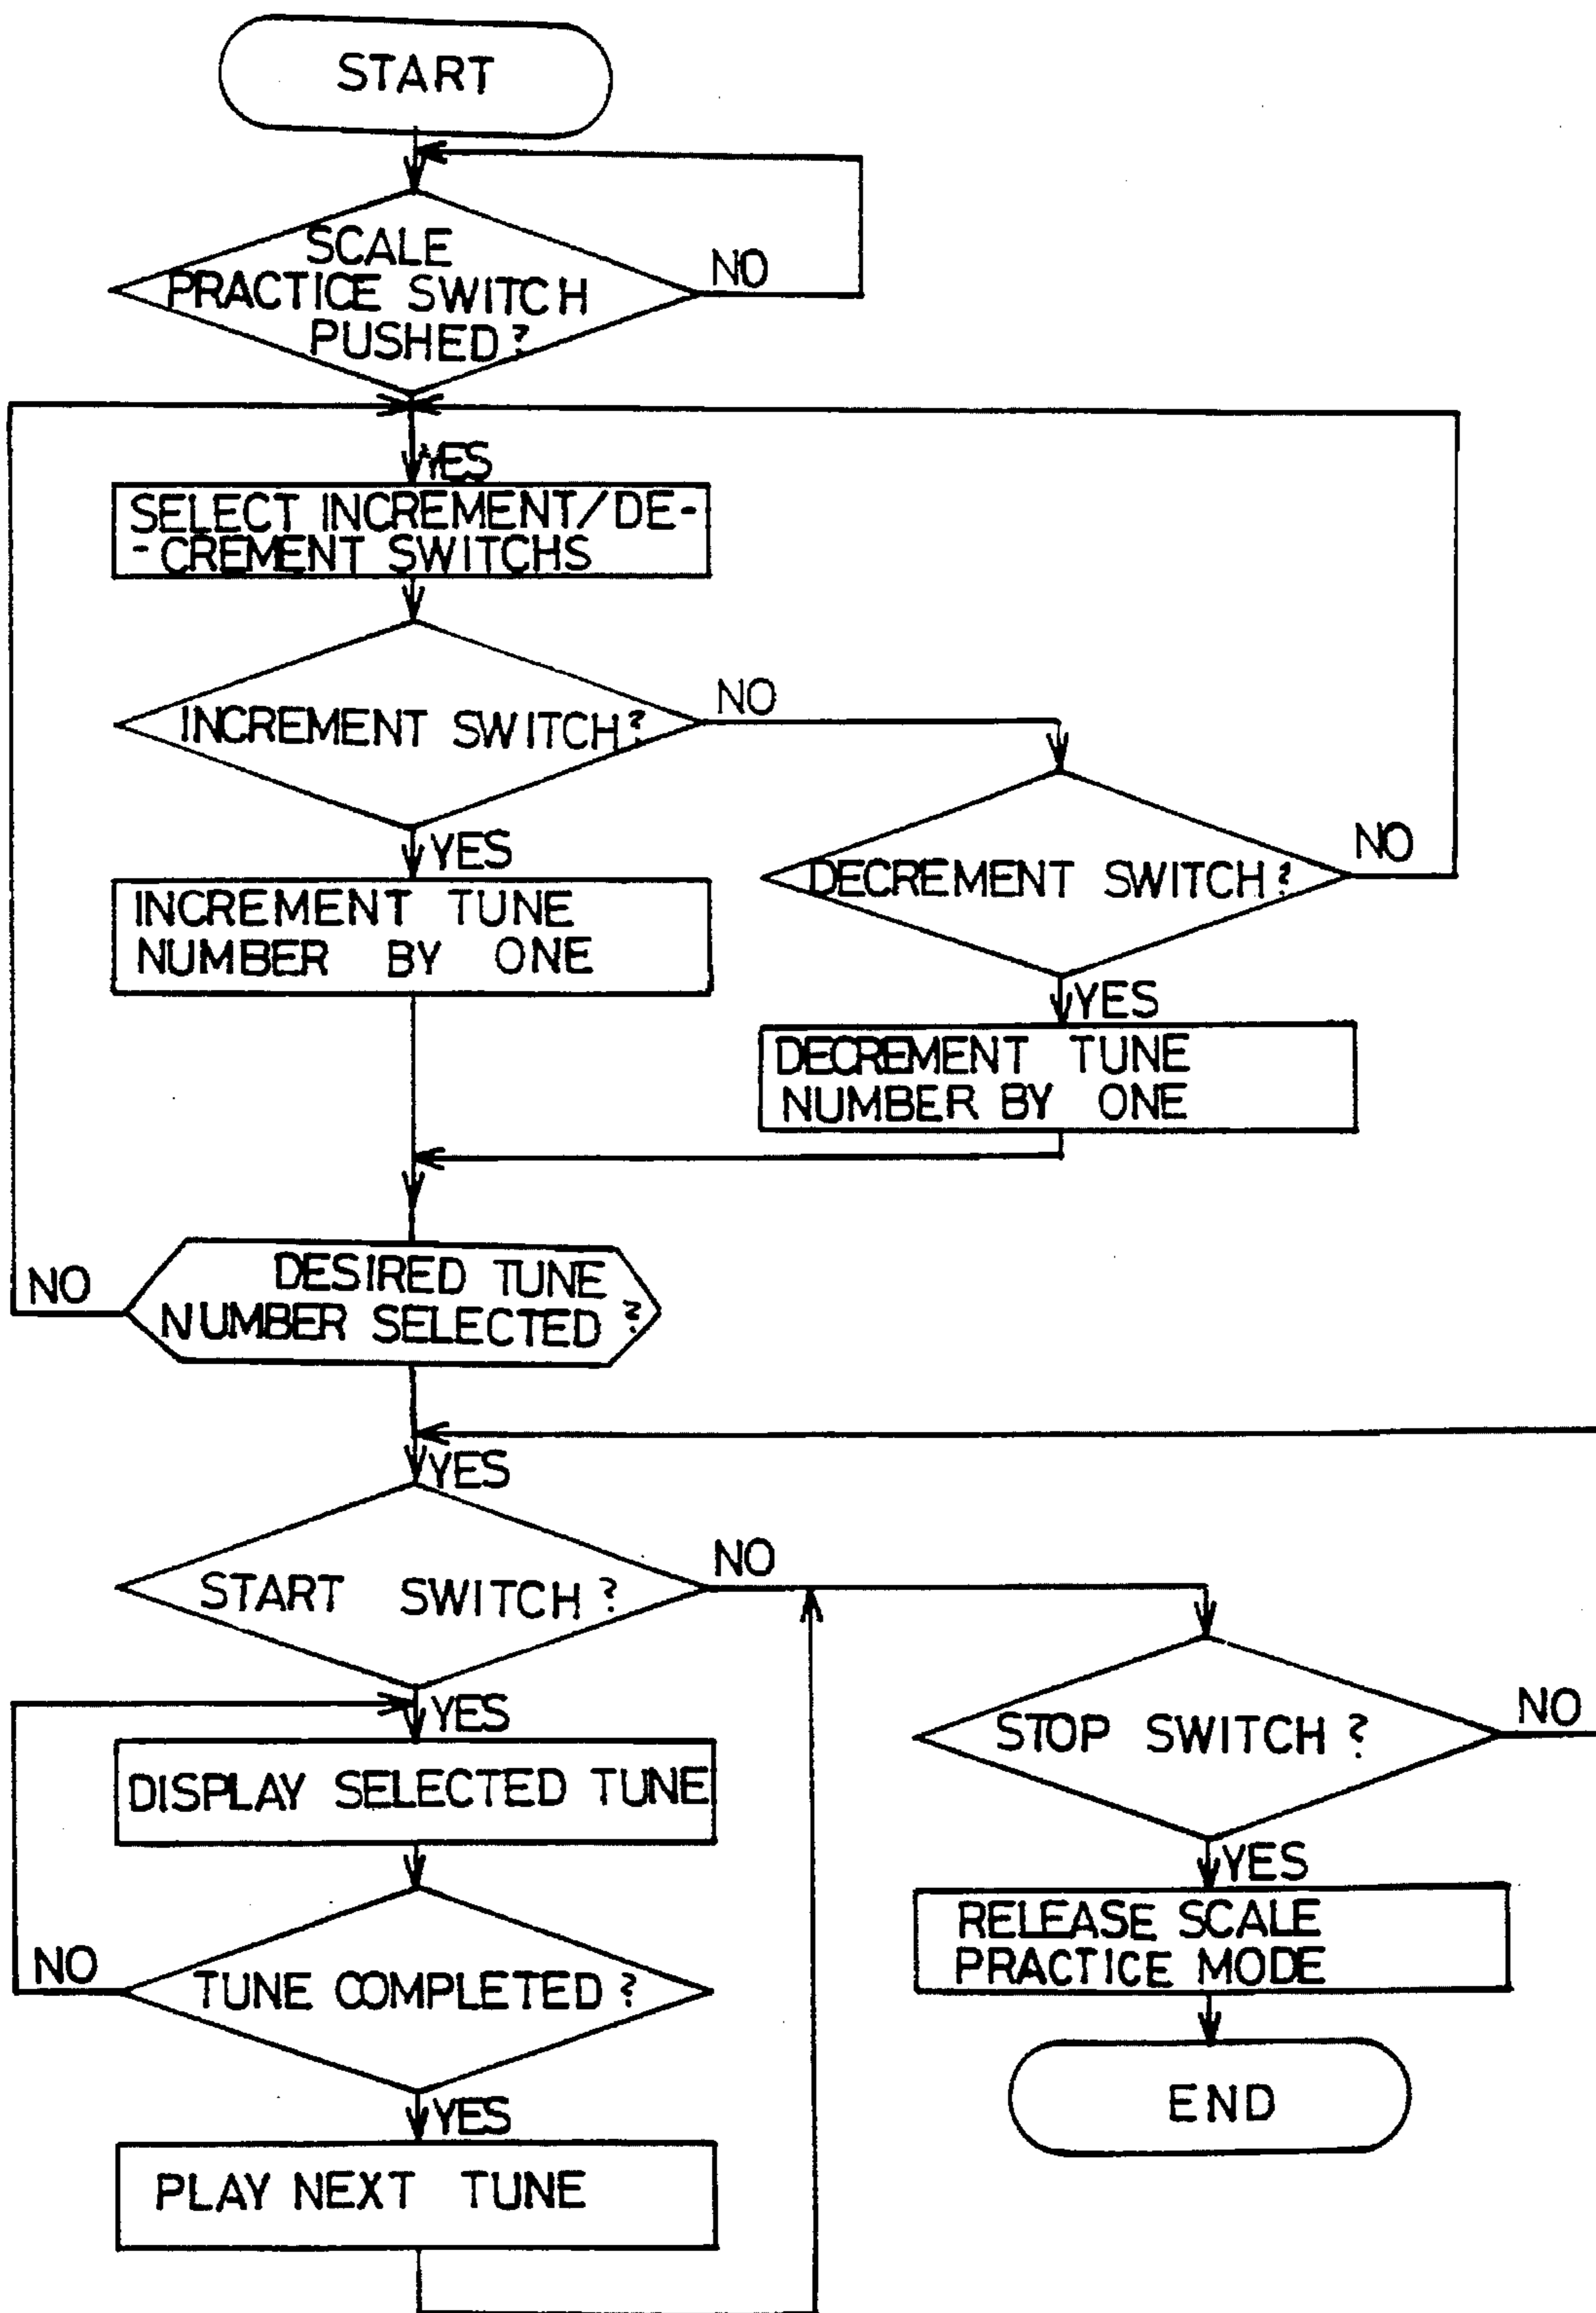 START
SCALE
PRACTICE SWITCH
PUSHED?
NO
YES
SELECT INCREMENT/DE-
-CREMENT SWITCHS
INCREMENT SWITCH?
NO
YES
DECREMENT SWITCH?
NO
INCREMENT TUNE
NUMBER BY ONE
YES
DECREMENT TUNE
NUMBER BY ONE
DESIRED TUNE
NUMBER SELECTED?
NO
YES
START SWITCH?
NO
YES
STOP SWITCH?
NO
DISPLAY SELECTED TUNE
YES
RELEASE SCALE
PRACTICE MODE
NO
TUNE COMPLETED?
END
YES
PLAY NEXT TUNE